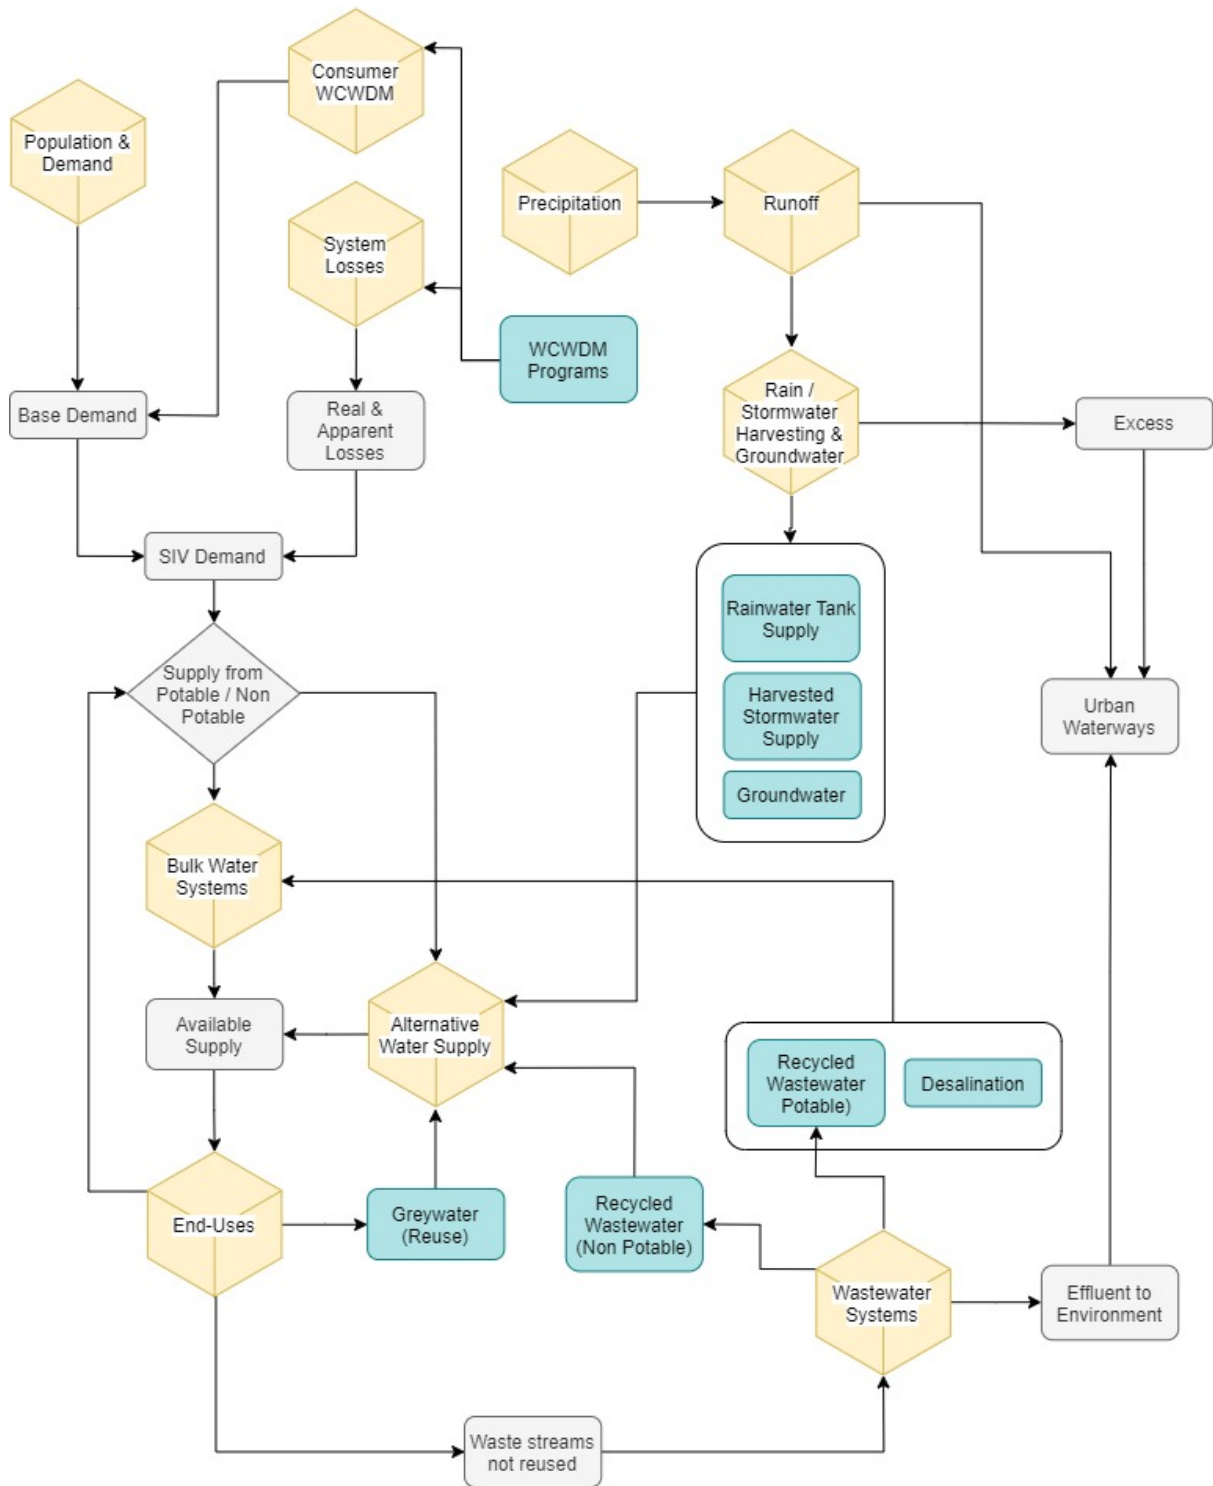 Consumer
WCWDM
Population &
Demand
Precipitation
Runoff
System
Losses
WCWDM
Programs
Base Demand
Real &
Apparent
Losses
Rain /
Stormwater
Harvesting &
Groundwater
Excess
SIV Demand
Rainwater Tank
Supply
Supply from
Potable / Non
Potable
Harvested
Stormwater
Supply
Urban
Waterways
Groundwater
Bulk Water
Systems
Available
Supply
Alternative
Water Supply
Recycled
Wastewater
Potable)
Desalination
End-Uses
Greywater
(Reuse)
Recycled
Wastewater
(Non Potable)
Wastewater
Systems
Effluent to
Environment
Waste streams
not reused